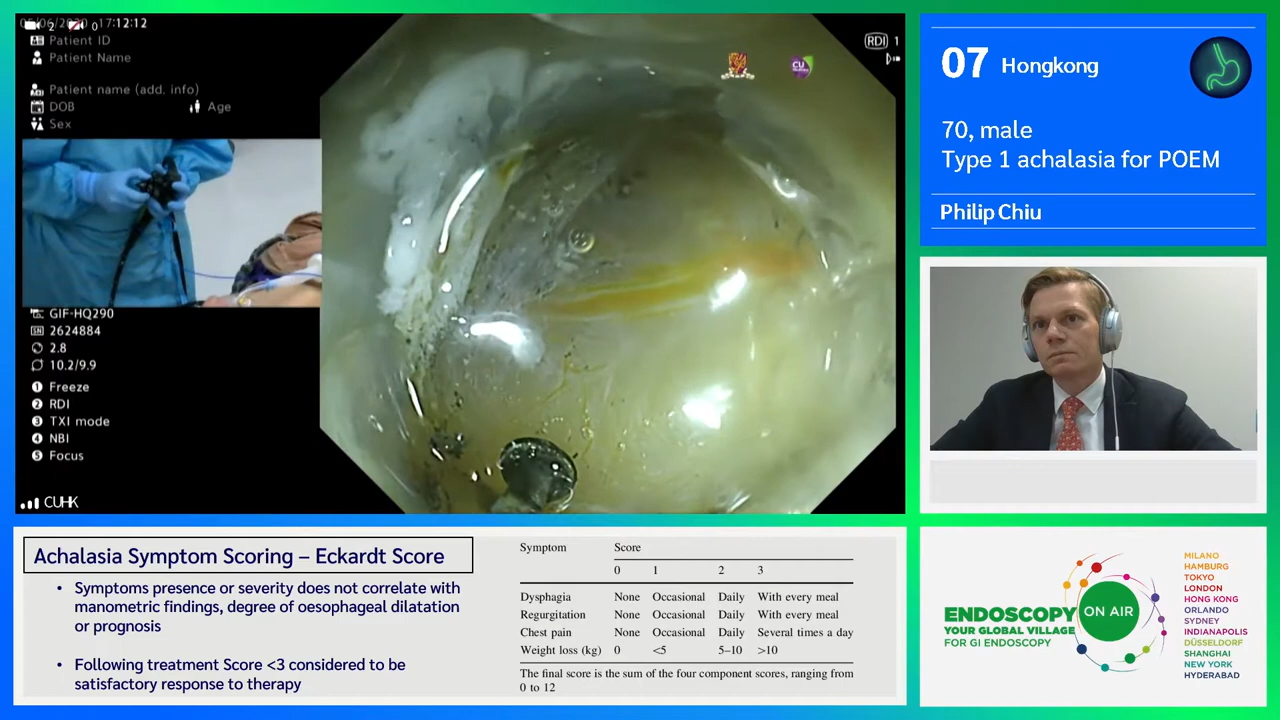 05/06/2020 17:12:12
2 0
Patient ID
Patient Name
Patient name (add. info)
DOB Age
Sex
GIF-HQ290
SN 2624884
2.8
10.2/9.9
1 Freeze
2 RDI
3 TXI mode
4 NBI
5 Focus
CUHK
RDI 1
CU
07 Hongkong
70, male
Type 1 achalasia for POEM
Philip Chiu
Achalasia Symptom Scoring – Eckardt Score
• Symptoms presence or severity does not correlate with
manometric findings, degree of oesophageal dilatation
or prognosis
• Following treatment Score <3 considered to be
satisfactory response to therapy
Symptom Score
0 1 2 3
Dysphagia None Occasional Daily With every meal
Regurgitation None Occasional Daily With every meal
Chest pain None Occasional Daily Several times a day
Weight loss (kg) 0 <5 5–10 >10
The final score is the sum of the four component scores, ranging from
0 to 12
ENDOSCOPY ON AIR
YOUR GLOBAL VILLAGE
FOR GI ENDOSCOPY
MILANO
HAMBURG
TOKYO
LONDON
HONG KONG
ORLANDO
SYDNEY
INDIANAPOLIS
DÜSSELDORF
SHANGHAI
NEW YORK
HYDERABAD